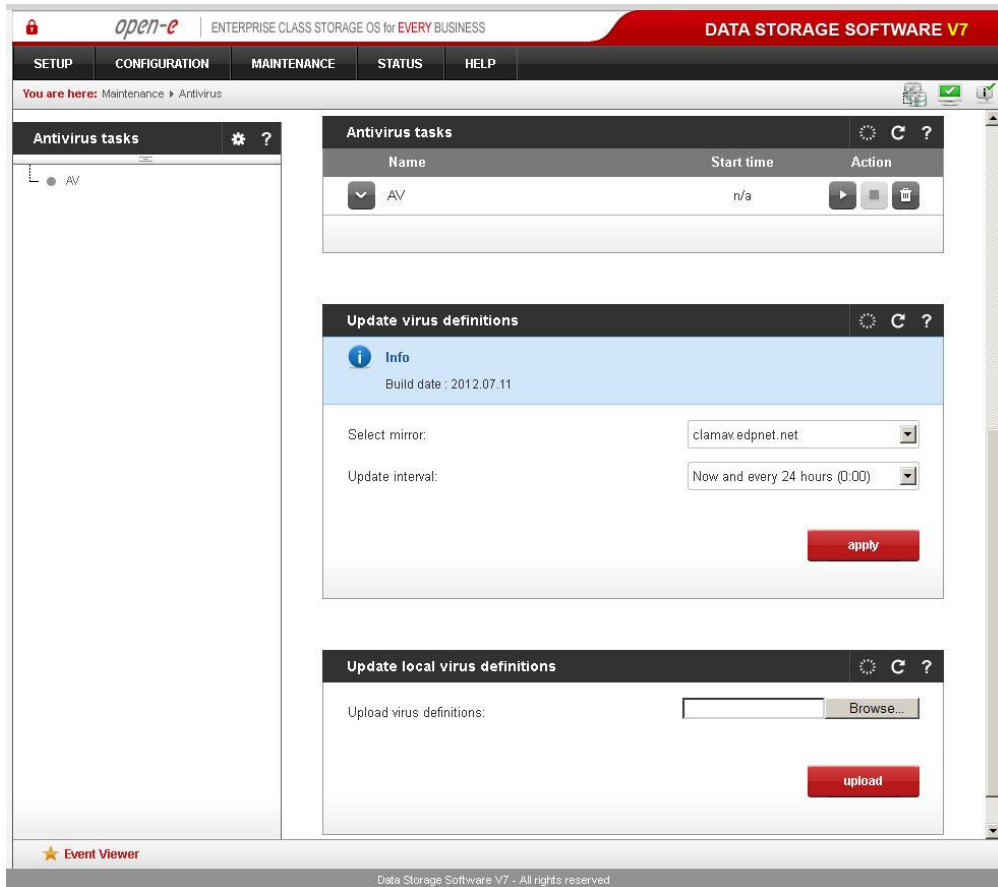 open-e ENTERPRISE CLASS STORAGE OS for EVERY BUSINESS DATA STORAGE SOFTWARE V7
SETUP CONFIGURATION MAINTENANCE STATUS HELP
You are here: Maintenance Antivirus
Antivirus tasks ?
AV
Antivirus tasks ?
Name Start time Action
AV n/a
Update virus definitions ?
i Info
Build date : 2012.07.11
Select mirror: clamav.edpnet.net
Update interval: Now and every 24 hours (0:00)
apply
Update local virus definitions ?
Upload virus definitions: Browse...
upload
Event Viewer
Data Storage Software V7 - All rights reserved